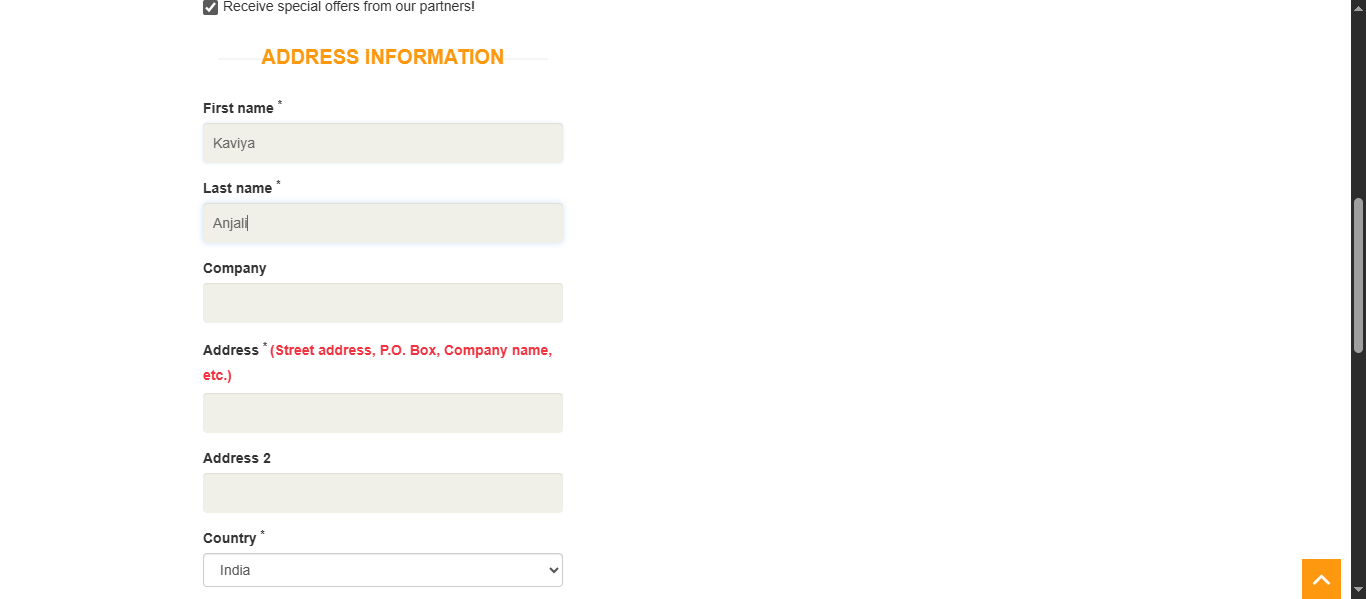 Receive special offers from our partners!
ADDRESS INFORMATION
First name *
Kaviya
Last name *
Anjali
Company
Address * (Street address, P.O. Box, Company name,
etc.)
Address 2
Country *
India